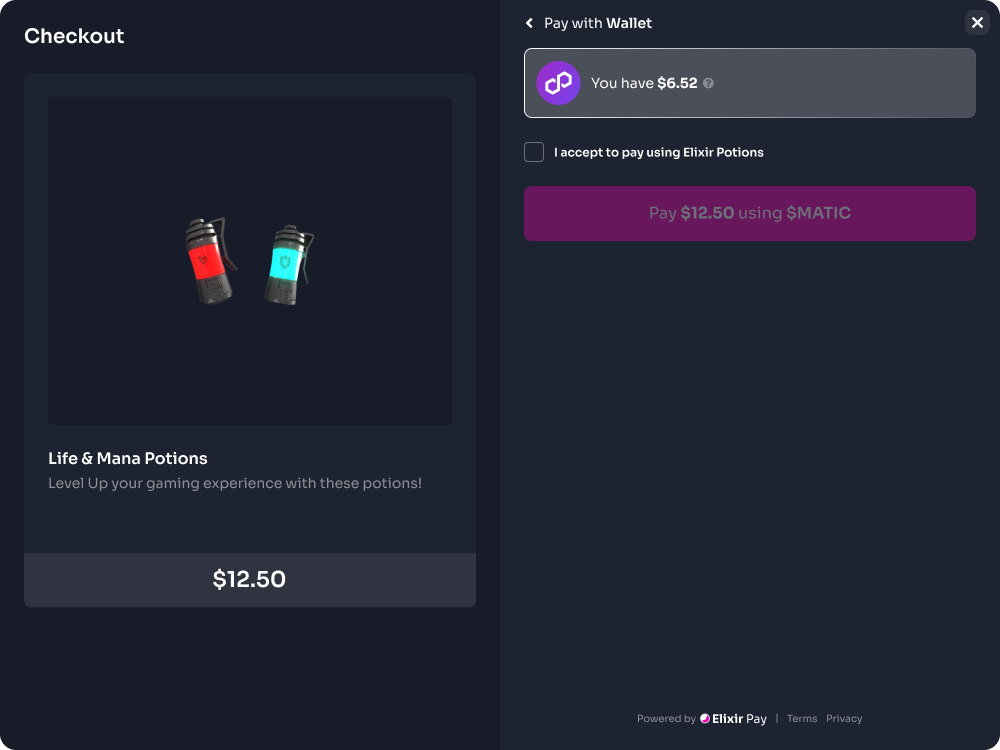 Checkout
Life & Mana Potions
Level Up your gaming experience with these potions!
$12.50
Pay with Wallet
You have $6.52
I accept to pay using Elixir Potions
Pay $12.50 using $MATIC
Powered by Elixir Pay | Terms Privacy